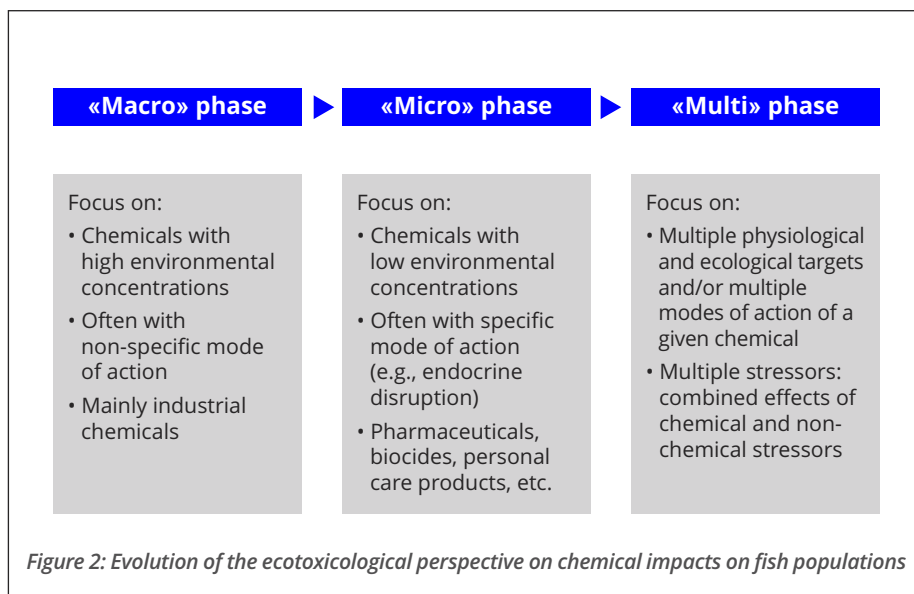 «Macro» phase
«Micro» phase
«Multi» phase
Focus on:
• Chemicals with
high environmental
concentrations
• Often with
non-specific mode
of action
• Mainly industrial
chemicals
Focus on:
• Chemicals with
low environmental
concentrations
• Often with specific
mode of action
(e.g., endocrine
disruption)
• Pharmaceuticals,
biocides, personal
care products, etc.
Focus on:
• Multiple physiological
and ecological targets
and/or multiple
modes of action of a
given chemical
• Multiple stressors:
combined effects of
chemical and non-
chemical stressors
Figure 2: Evolution of the ecotoxicological perspective on chemical impacts on fish populations